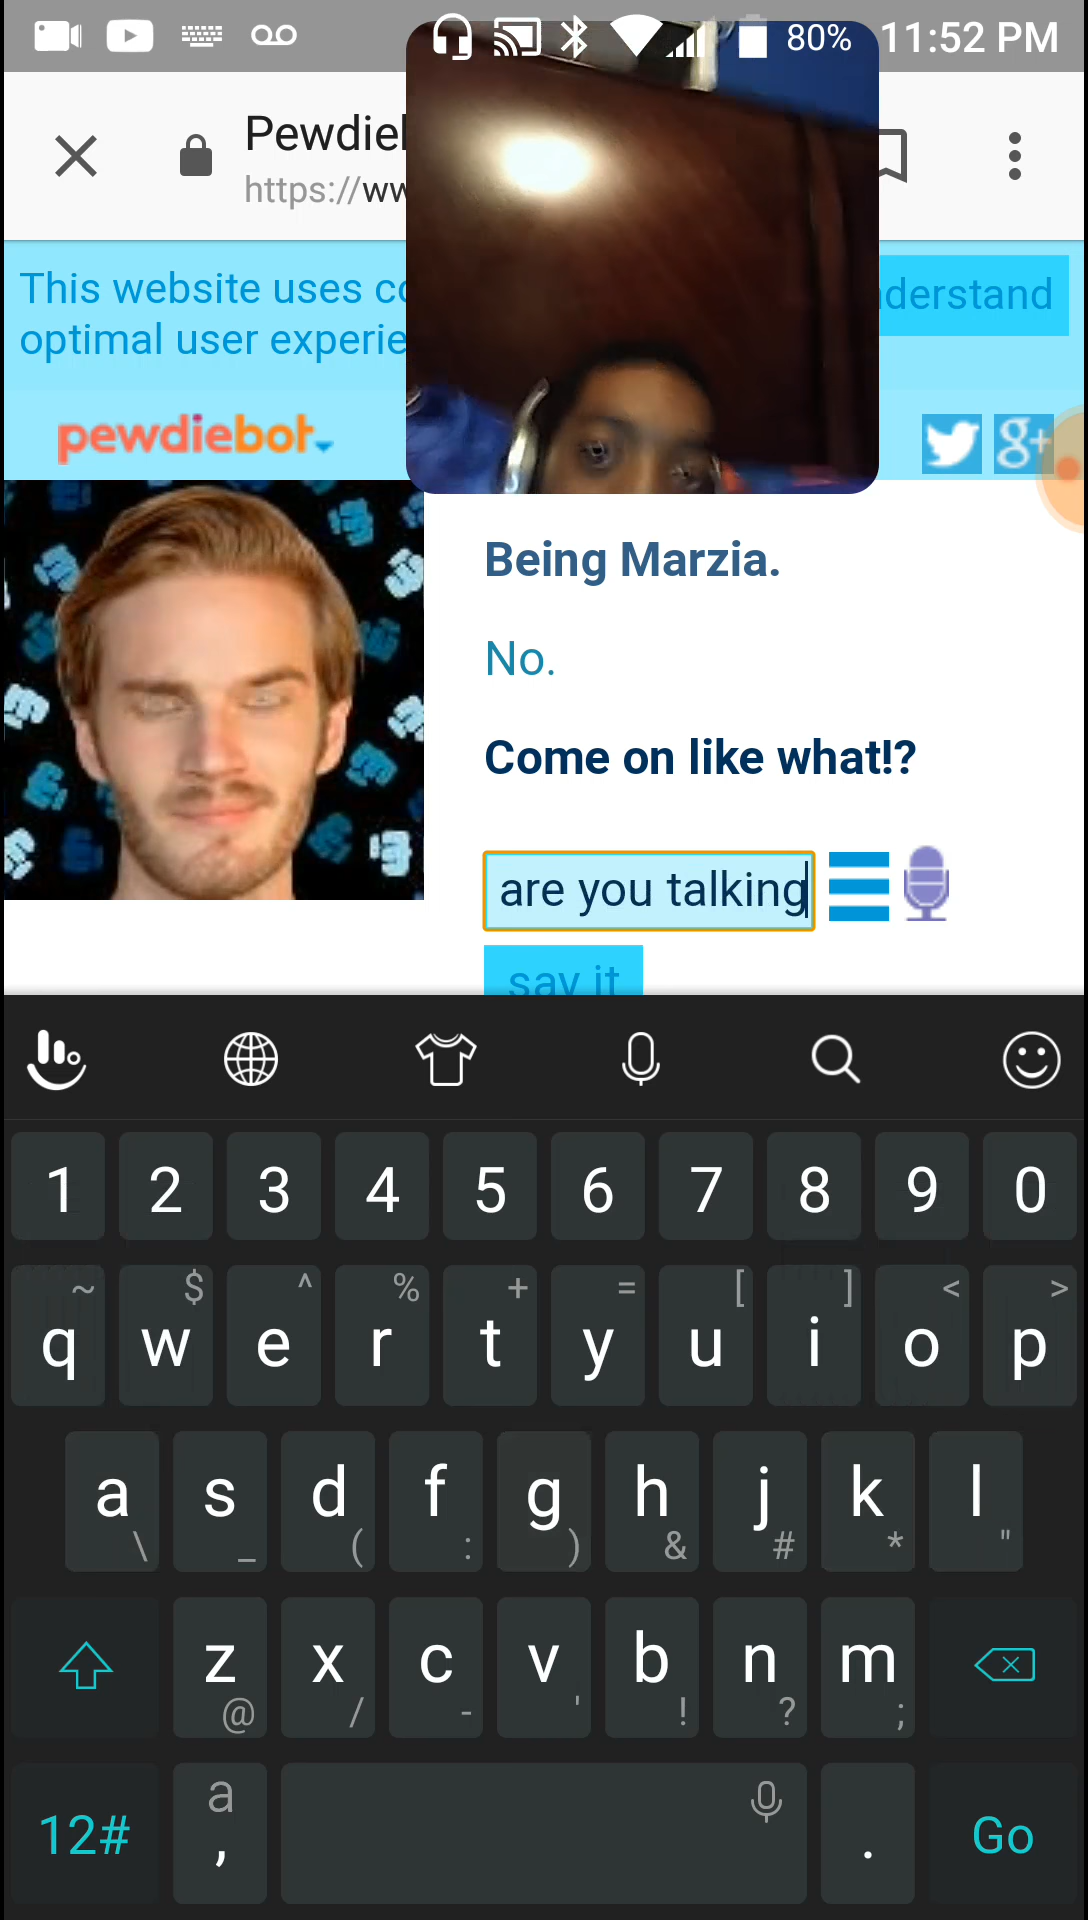 80% 11:52 PM
Pewdie
https://ww
This website uses co
derstand
optimal user experie
pewdiebot
g+
Being Marzia.
No.
Come on like what!?
are you talking
say it
1 2 3 4 5 6 7 8 9 0
~ $ ^ % + = [ ] < >
q w e r t y u i o p
a s d f g h j k l
\ _ ( : ) & # * "
z x c v b n m
@ / - ' ! ? ;
12# a , . Go